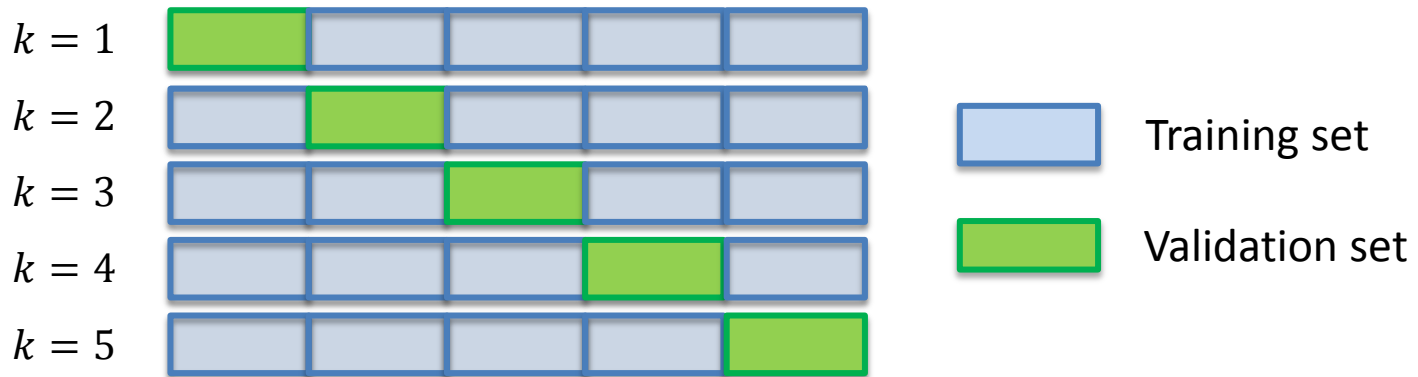 k = 1
k = 2
k = 3
k = 4
k = 5
Training set
Validation set